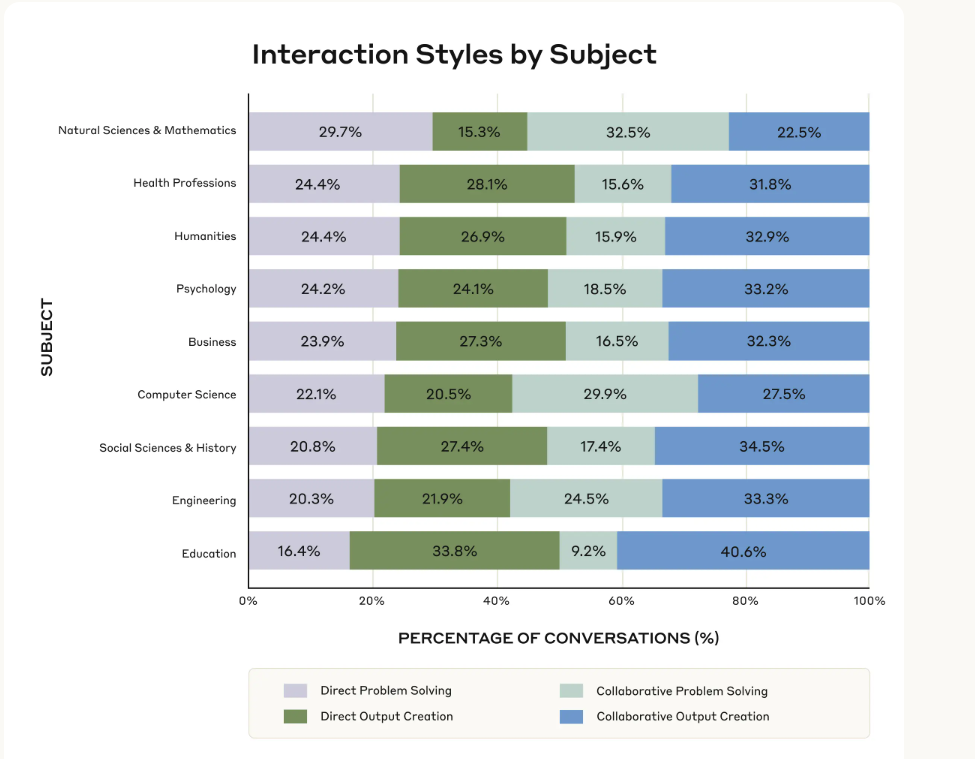 Interaction Styles by Subject
SUBJECT
Natural Sciences & Mathematics 29.7% 15.3% 32.5% 22.5%
Health Professions 24.4% 28.1% 15.6% 31.8%
Humanities 24.4% 26.9% 15.9% 32.9%
Psychology 24.2% 24.1% 18.5% 33.2%
Business 23.9% 27.3% 16.5% 32.3%
Computer Science 22.1% 20.5% 29.9% 27.5%
Social Sciences & History 20.8% 27.4% 17.4% 34.5%
Engineering 20.3% 21.9% 24.5% 33.3%
Education 16.4% 33.8% 9.2% 40.6%
0% 20% 40% 60% 80% 100%
PERCENTAGE OF CONVERSATIONS (%)
Direct Problem Solving Collaborative Problem Solving
Direct Output Creation Collaborative Output Creation